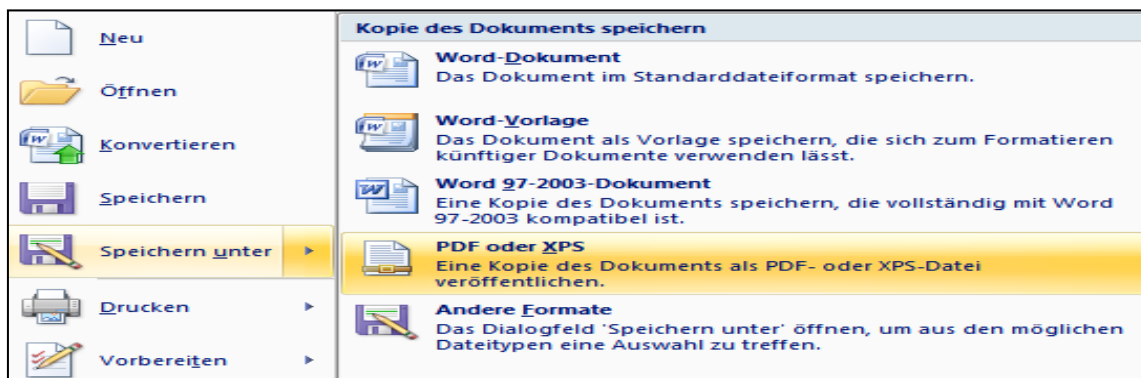 Neu
Öffnen
Konvertieren
Speichern
Speichern unter
Drucken
Vorbereiten
Kopie des Dokuments speichern
Word-Dokument
Das Dokument im Standarddateiformat speichern.
Word-Vorlage
Das Dokument als Vorlage speichern, die sich zum Formatieren
künftiger Dokumente verwenden lässt.
Word 97-2003-Dokument
Eine Kopie des Dokuments speichern, die vollständig mit Word
97-2003 kompatibel ist.
PDF oder XPS
Eine Kopie des Dokuments als PDF- oder XPS-Datei
veröffentlichen.
Andere Formate
Das Dialogfeld 'Speichern unter' öffnen, um aus den möglichen
Dateitypen eine Auswahl zu treffen.